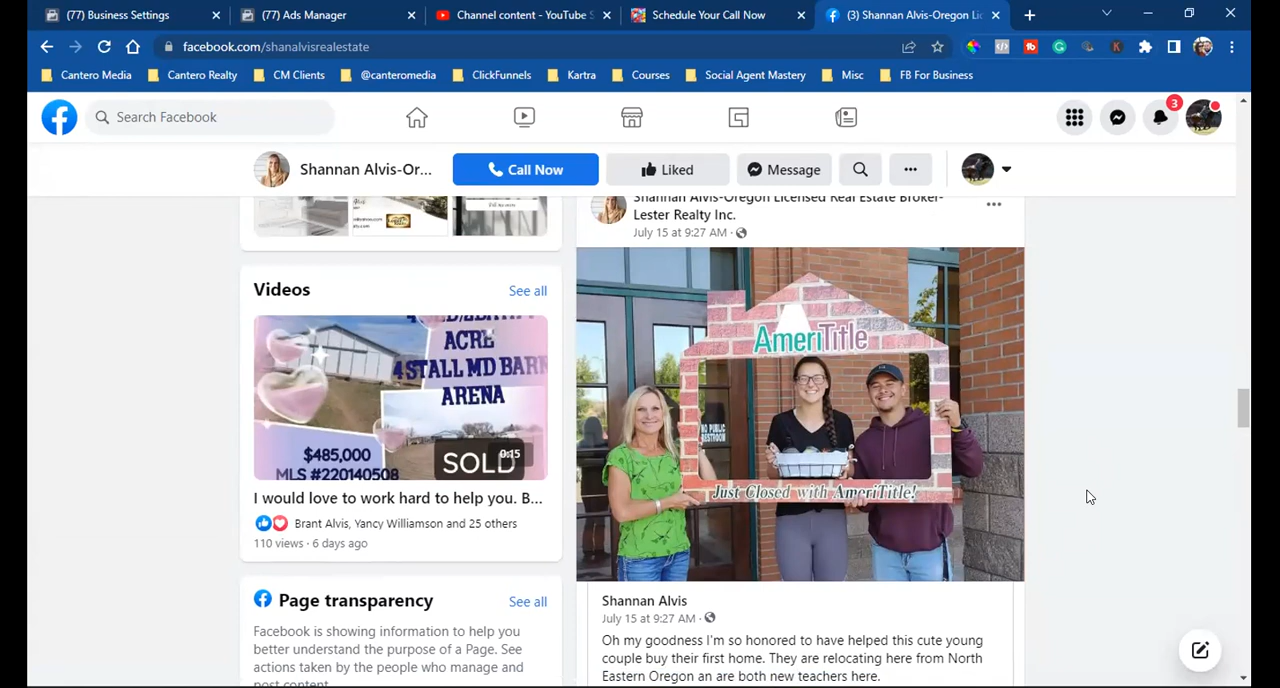 (77) Business Settings
(77) Ads Manager
Channel content - YouTube S
Schedule Your Call Now
(3) Shannan Alvis-Oregon Lic
facebook.com/shanalvisrealestate
Cantero Media
Cantero Realty
CM Clients
@canteromedia
ClickFunnels
Kartra
Courses
Social Agent Mastery
Misc
FB For Business
Search Facebook
3
Shannan Alvis-Or...
Call Now
Liked
Message
Shannan Alvis-Oregon Licensed Real Estate Broker-
Lester Realty Inc.
July 15 at 9:27 AM ·
Videos
See all
ACRE
4 STALL MD BARN
ARENA
$485,000
MLS #220140508
SOLD
0:15
I would love to work hard to help you. B...
Brant Alvis, Yancy Williamson and 25 others
110 views · 6 days ago
Page transparency
See all
Facebook is showing information to help you
better understand the purpose of a Page. See
actions taken by the people who manage and
post content.
AmeriTitle
NO PUBLIC
RESTROOM
Just Closed with AmeriTitle!
Shannan Alvis
July 15 at 9:27 AM ·
Oh my goodness I'm so honored to have helped this cute young
couple buy their first home. They are relocating here from North
Eastern Oregon an are both new teachers here.